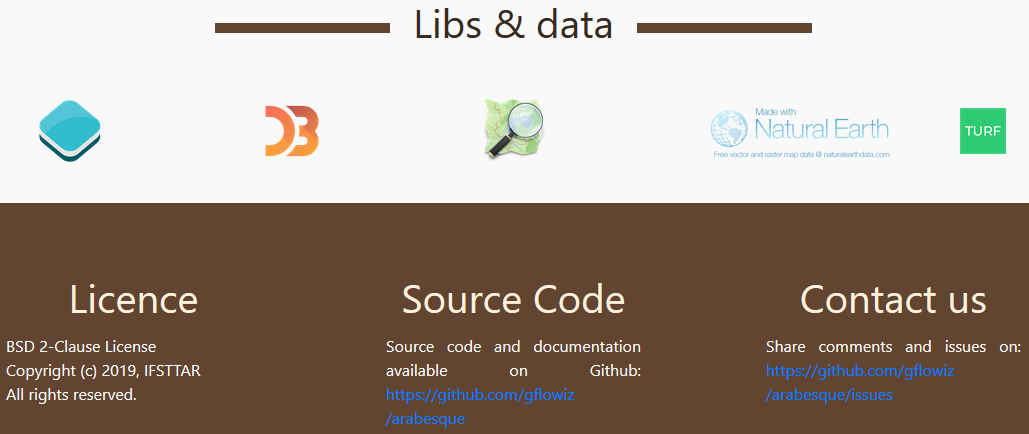 Libs & data
D3
Made with
Natural Earth
Free vector and raster map data @ naturalearthdata.com
TURF
Licence
BSD 2-Clause License
Copyright (c) 2019, IFSTTAR
All rights reserved.
Source Code
Source code and documentation
available on Github:
https://github.com/gflowiz
/arabesque
Contact us
Share comments and issues on:
https://github.com/gflowiz
/arabesque/issues